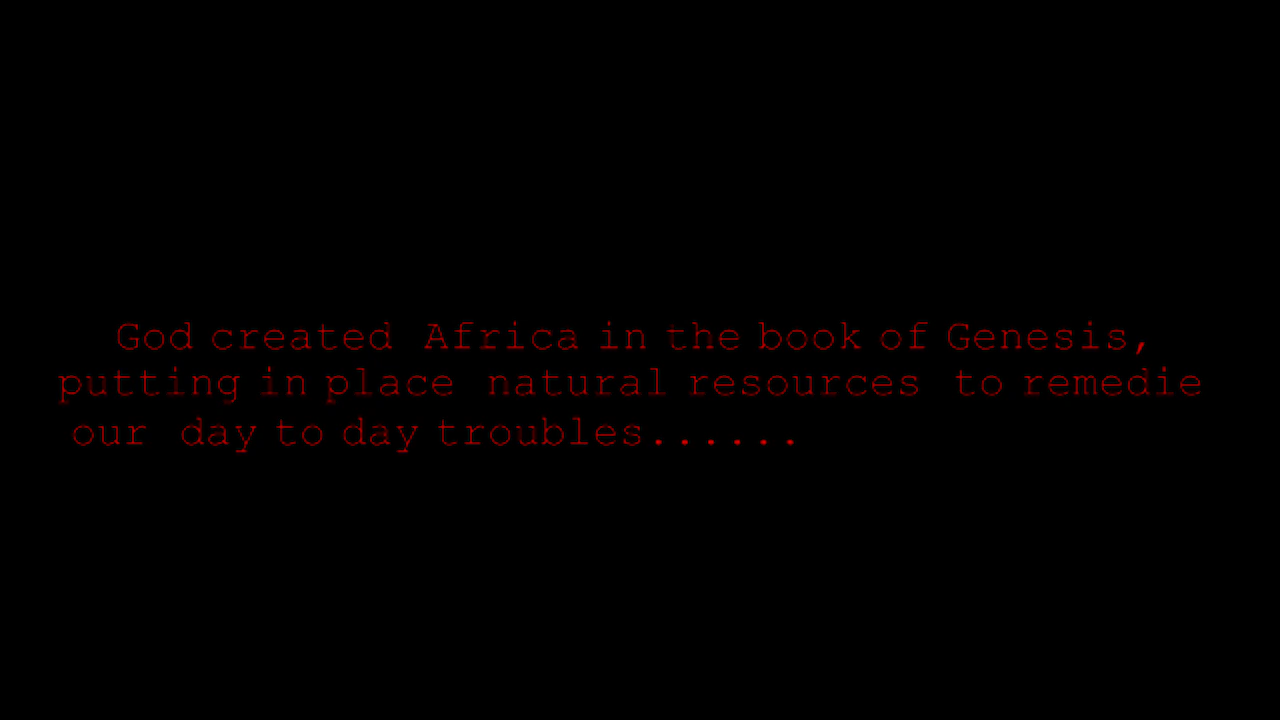 God created Africa in the book of Genesis,
putting in place natural resources to remedie
our day to day troubles......